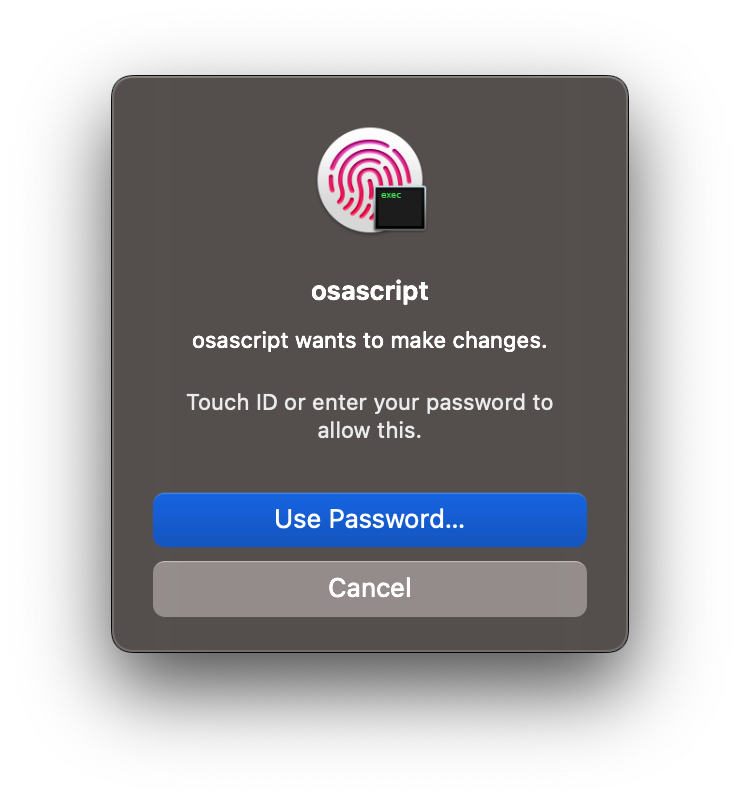 exec
osascript
osascript wants to make changes.
Touch ID or enter your password to
allow this.
Use Password...
Cancel